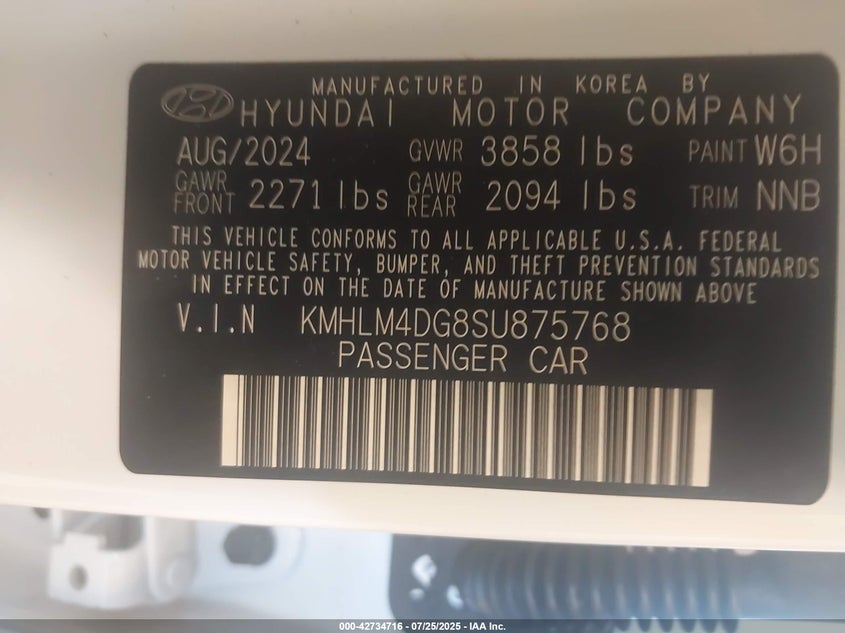 MANUFACTURED IN KOREA BY
HYUNDAI MOTOR COMPANY
AUG/2024 GVWR 3858 lbs PAINT W6H
GAWR FRONT 2271 lbs GAWR REAR 2094 lbs TRIM NNB
THIS VEHICLE CONFORMS TO ALL APPLICABLE U.S.A. FEDERAL
MOTOR VEHICLE SAFETY, BUMPER, AND THEFT PREVENTION STANDARDS
IN EFFECT ON THE DATE OF MANUFACTURE SHOWN ABOVE
V.I.N KMHLM4DG8SU875768
PASSENGER CAR
000-42734716 - 07/25/2025 - IAA Inc.